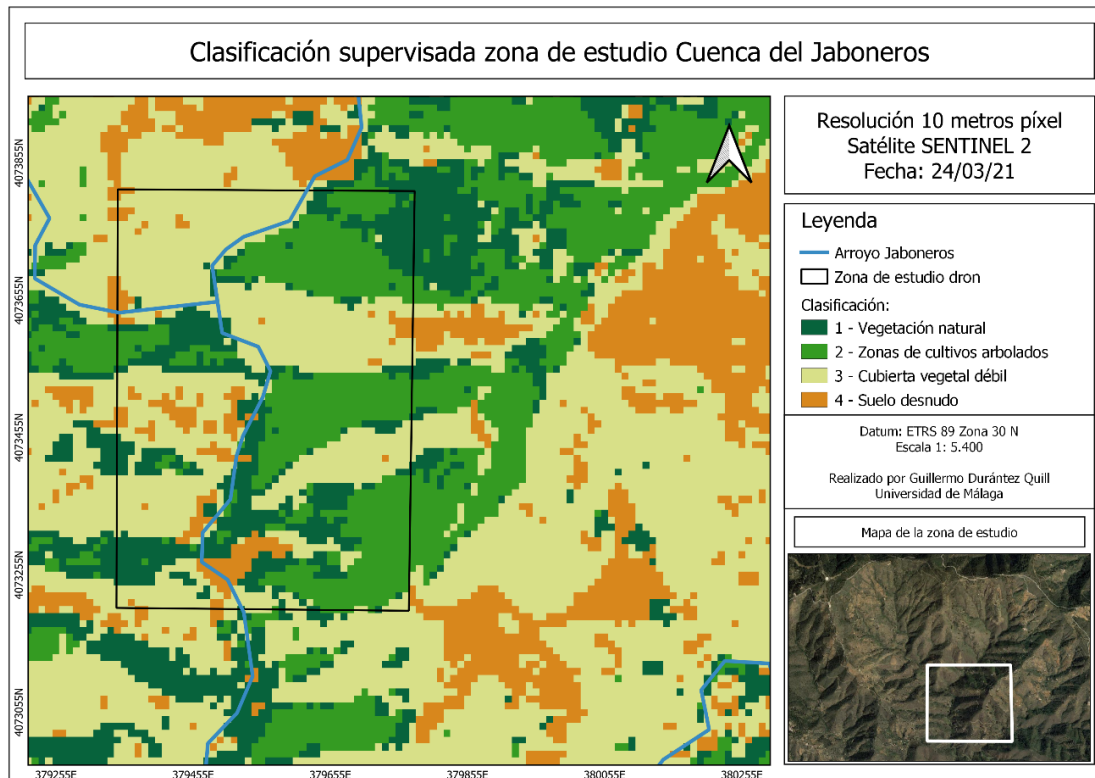 Clasificación supervisada zona de estudio Cuenca del Jaboneros
Resolución 10 metros píxel
Satélite SENTINEL 2
Fecha: 24/03/21
Leyenda
Arroyo Jaboneros
Zona de estudio dron
Clasificación:
1 - Vegetación natural
2 - Zonas de cultivos arbolados
3 - Cubierta vegetal débil
4 - Suelo desnudo
Datum: ETRS 89 Zona 30 N
Escala 1: 5.400
Realizado por Guillermo Durántez Quill
Universidad de Málaga
Mapa de la zona de estudio
4073855N
4073655N
4073455N
4073255N
4073055N
379255E
379455E
379655E
379855E
380055E
380255E